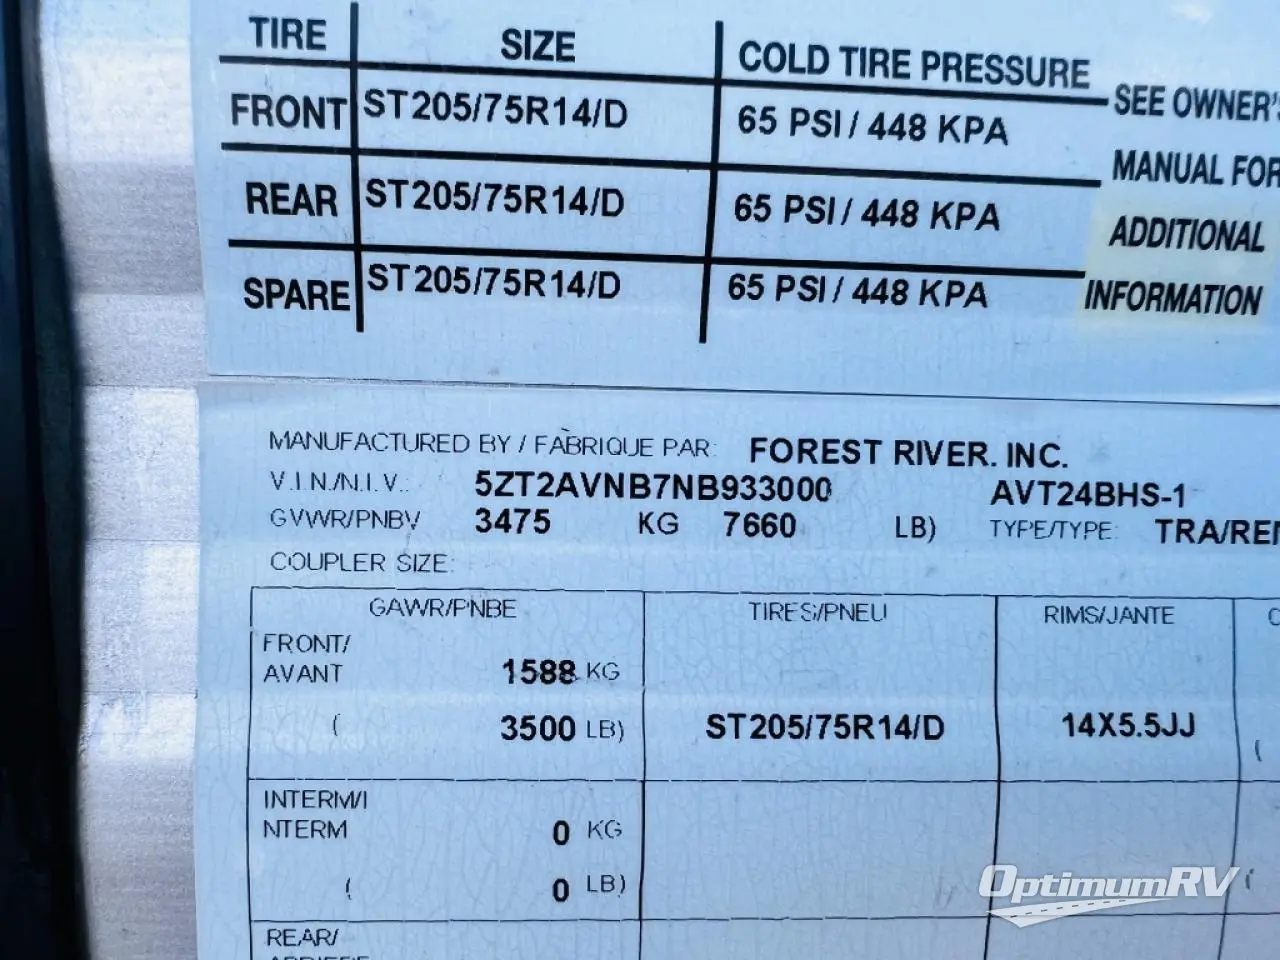 TIRE SIZE COLD TIRE PRESSURE
FRONT ST205/75R14/D 65 PSI / 448 KPA SEE OWNER'S
MANUAL FOR
REAR ST205/75R14/D 65 PSI / 448 KPA ADDITIONAL
SPARE ST205/75R14/D 65 PSI / 448 KPA INFORMATION
MANUFACTURED BY / FABRIQUE PAR: FOREST RIVER. INC.
V.I.N./N.I.V.: 5ZT2AVNB7NB933000 AVT24BHS-1
GVWR/PNBV 3475 KG 7660 LB) TYPE/TYPE: TRA/REM
COUPLER SIZE:
GAWR/PNBE TIRES/PNEU RIMS/JANTE
FRONT/
AVANT 1588 KG
( 3500 LB) ST205/75R14/D 14X5.5JJ (
INTERM/I
NTERM 0 KG
( 0 LB) (
REAR/
OptimumRV